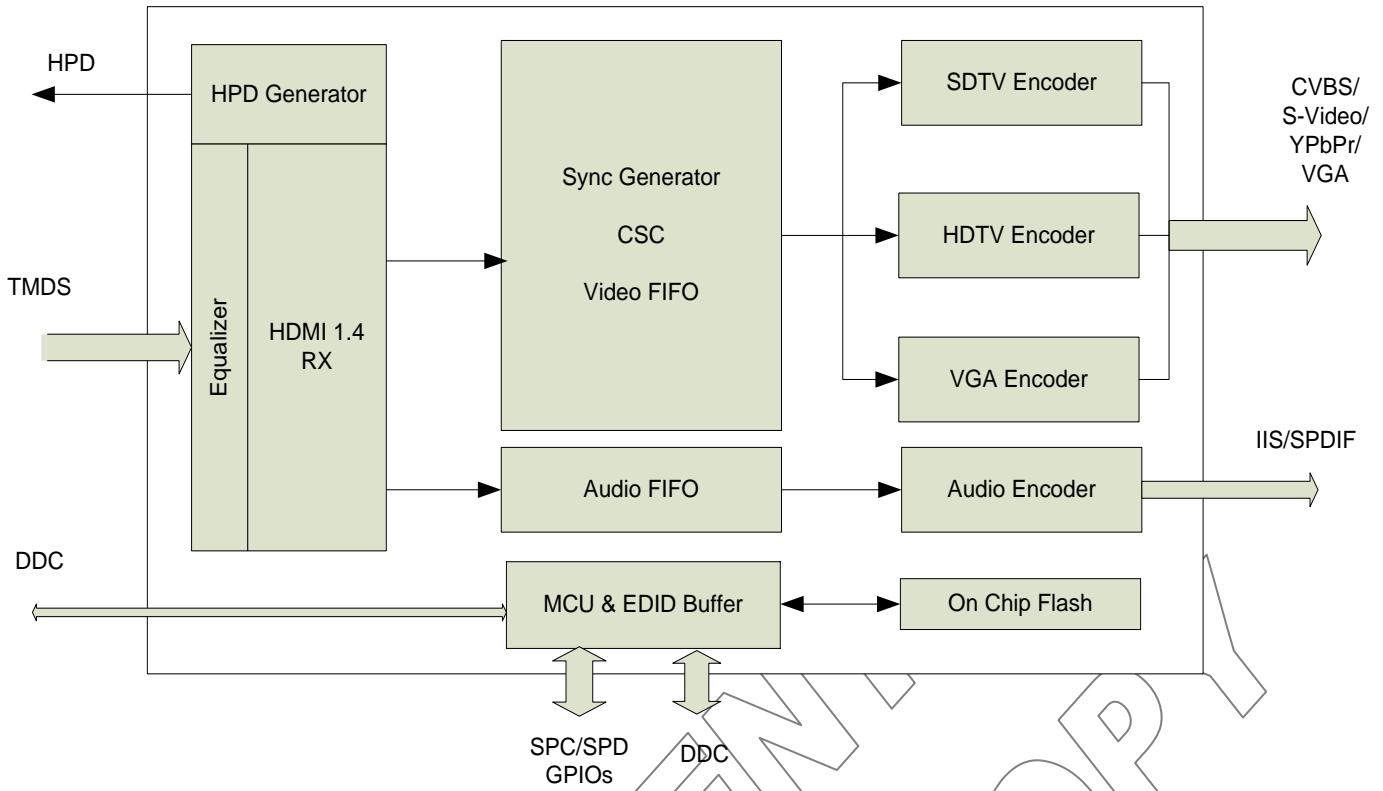 HPD
HPD Generator
TMDS
Equalizer
HDMI 1.4
RX
Sync Generator
CSC
Video FIFO
SDTV Encoder
HDTV Encoder
VGA Encoder
CVBS/
S-Video/
YPbPr/
VGA
Audio FIFO
Audio Encoder
IIS/SPDIF
DDC
MCU & EDID Buffer
On Chip Flash
SPC/SPD
GPIOs
DDC